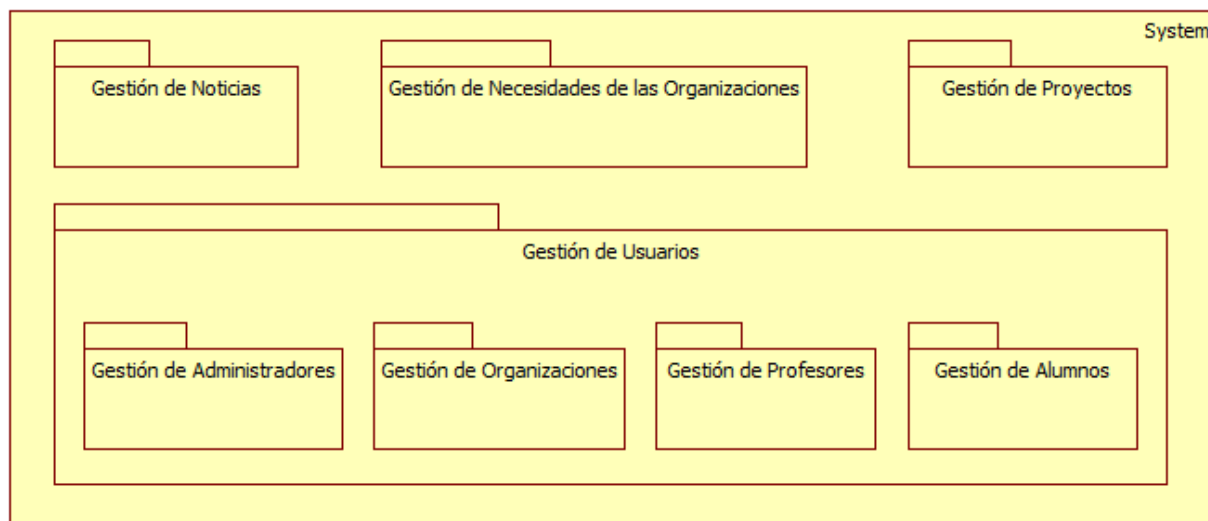 System
Gestión de Noticias
Gestión de Necesidades de las Organizaciones
Gestión de Proyectos
Gestión de Usuarios
Gestión de Administradores
Gestión de Organizaciones
Gestión de Profesores
Gestión de Alumnos